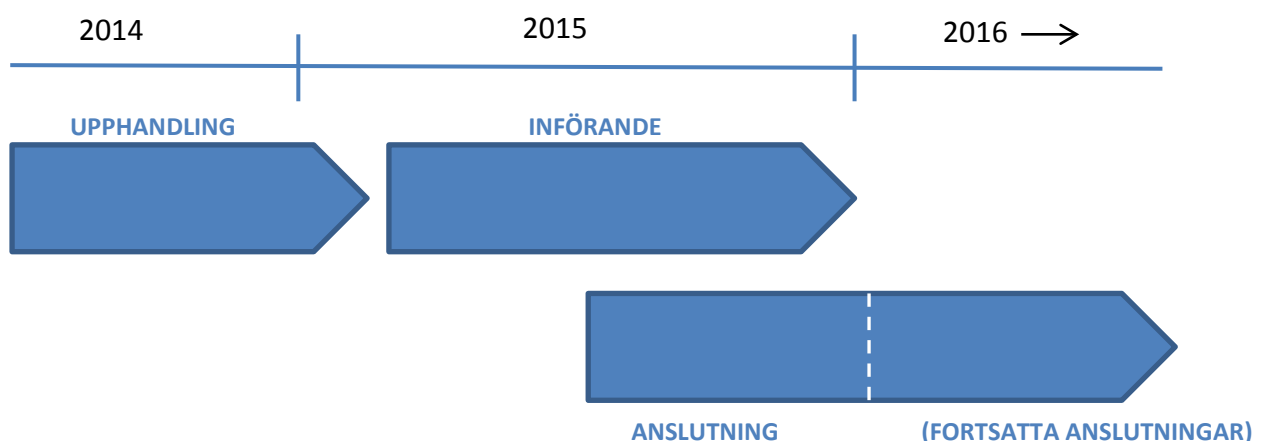 2014 2015 2016 →
UPPHANDLING INFÖRANDE
ANSLUTNING (FORTSATTA ANSLUTNINGAR)